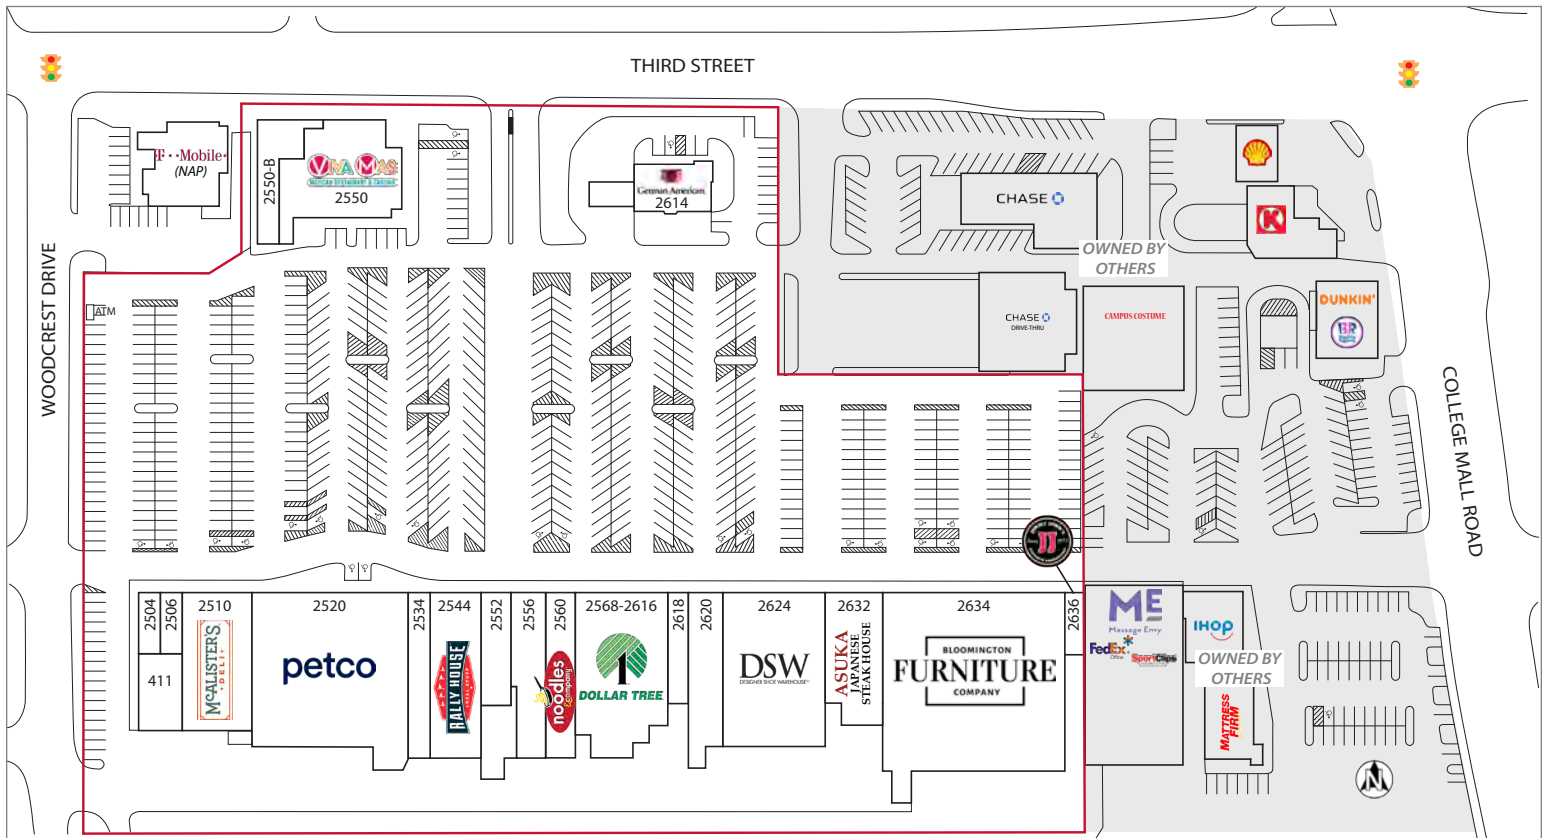 THIRD STREET
WOODCREST DRIVE
COLLEGE MALL ROAD
T··Mobile·
(NAP)
2550-B
VIVA MAS
2550
German American
2614
CHASE
OWNED BY
OTHERS
K
ATM
CHASE
DRIVE-THRU
CAMPUS COSTUME
DUNKIN'
BR
JJ
2504
2506
411
2510
MCALISTER'S
DELI
2520
petco
2534
2544
RALLY HOUSE
2552
2556
2560
noodles
& company
2568-2616
1
DOLLAR TREE
2618
2620
2624
DSW
DESIGNER SHOE WAREHOUSE
2632
ASUKA
JAPANESE
STEAK HOUSE
2634
BLOOMINGTON
FURNITURE
COMPANY
2636
ME
Massage Envy
FedEx
Office
SportClips
IHOP
OWNED BY
OTHERS
MATTRESS
FIRM
N